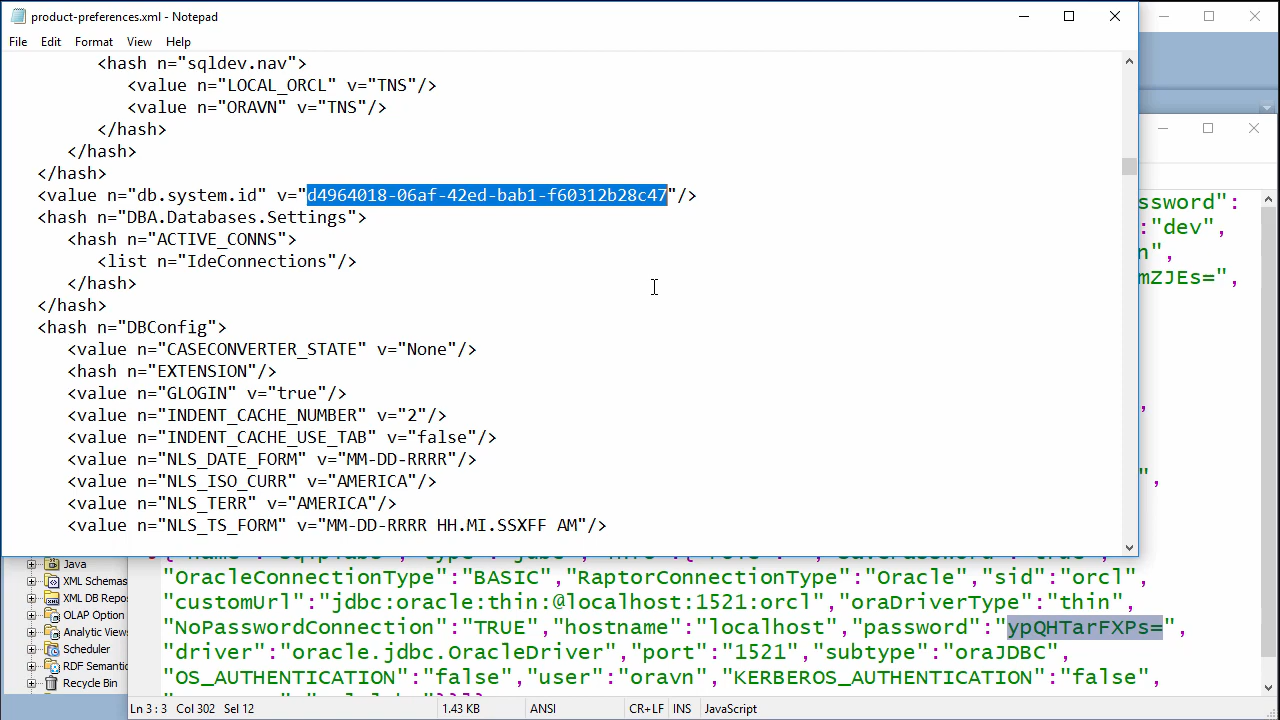 product-preferences.xml - Notepad
File Edit Format View Help
<hash n="sqldev.nav">
<value n="LOCAL_ORCL" v="TNS"/>
<value n="ORAVN" v="TNS"/>
</hash>
</hash>
</hash>
<value n="db.system.id" v="d4964018-06af-42ed-bab1-f60312b28c47"/>
<hash n="DBA.Databases.Settings">
<hash n="ACTIVE_CONNS">
<list n="IdeConnections"/>
</hash>
</hash>
<hash n="DBConfig">
<value n="CASECONVERTER_STATE" v="None"/>
<hash n="EXTENSION"/>
<value n="GLOGIN" v="true"/>
<value n="INDENT_CACHE_NUMBER" v="2"/>
<value n="INDENT_CACHE_USE_TAB" v="false"/>
<value n="NLS_DATE_FORM" v="MM-DD-RRRR"/>
<value n="NLS_ISO_CURR" v="AMERICA"/>
<value n="NLS_TERR" v="AMERICA"/>
<value n="NLS_TS_FORM" v="MM-DD-RRRR HH.MI.SSXFF AM"/>
ssword":
:"dev",
n",
mZJEs=",
,
",
Java
XML Schemas
XML DB Repos
OLAP Option
Analytic Views
Scheduler
RDF Semantic
Recycle Bin
"OracleConnectionType":"BASIC","RaptorConnectionType":"Oracle","sid":"orcl",
"customUrl":"jdbc:oracle:thin:@localhost:1521:orcl","oraDriverType":"thin",
"NoPasswordConnection":"TRUE","hostname":"localhost","password":"ypQHTarFXPs=",
"driver":"oracle.jdbc.OracleDriver","port":"1521","subtype":"oraJDBC",
"OS_AUTHENTICATION":"false","user":"oravn","KERBEROS_AUTHENTICATION":"false",
Ln 3 : 3 Col 302 Sel 12 1.43 KB ANSI CR+LF INS JavaScript